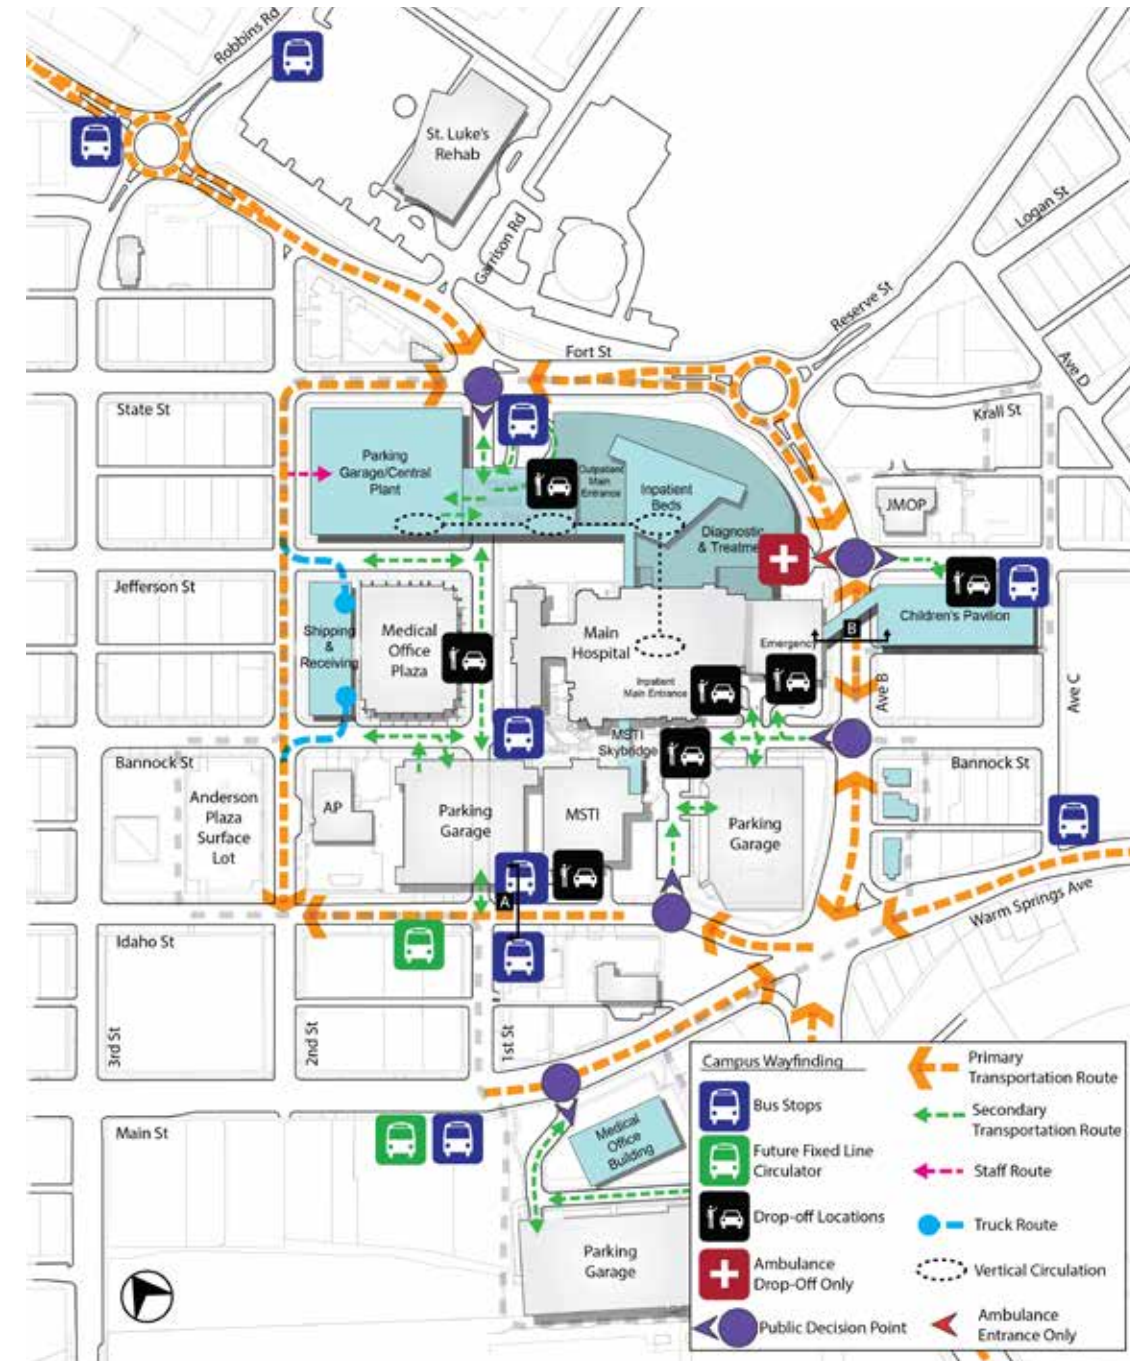 Robbins Rd
St. Luke's
Rehab
Garrison Rd
Logan St
Reserve St
Ave D
Fort St
State St
Krall St
Parking
Garage/Central
Plant
Outpatient
Main
Entrance
Inpatient
Beds
JMOP
Diagnostic
& Treatment
Jefferson St
Shipping
&
Receiving
Medical
Office
Plaza
Main
Hospital
Emergency
B
Children's Pavilion
Inpatient
Main Entrance
Ave B
Ave C
MSTI
Skybridge
Bannock St
Bannock St
Anderson
Plaza
Surface
Lot
AP
Parking
Garage
MSTI
Parking
Garage
A
Warm Springs Ave
Idaho St
3rd St
2nd St
1st St
Main St
Medical
Office
Building
Parking
Garage
Campus Wayfinding
Bus Stops
Future Fixed Line
Circulator
Drop-off Locations
Ambulance
Drop-Off Only
Public Decision Point
Primary
Transportation Route
Secondary
Transportation Route
Staff Route
Truck Route
Vertical Circulation
Ambulance
Entrance Only